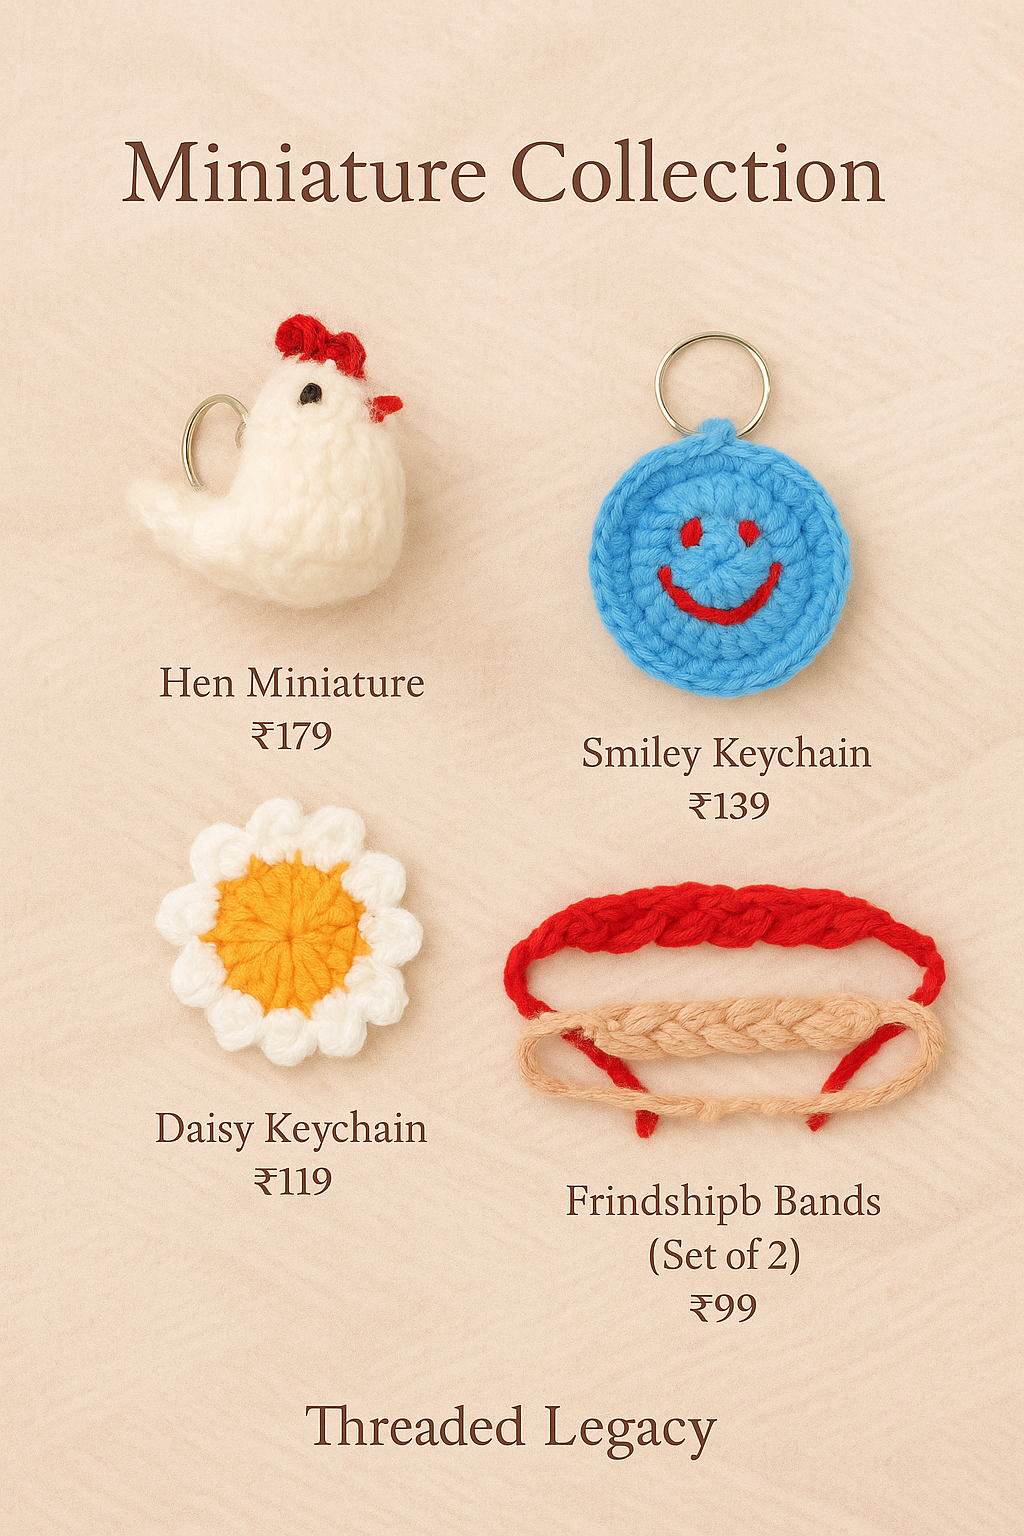 Miniature Collection
Hen Miniature
₹179
Smiley Keychain
₹139
Daisy Keychain
₹119
Frindshipb Bands
(Set of 2)
₹99
Threaded Legacy